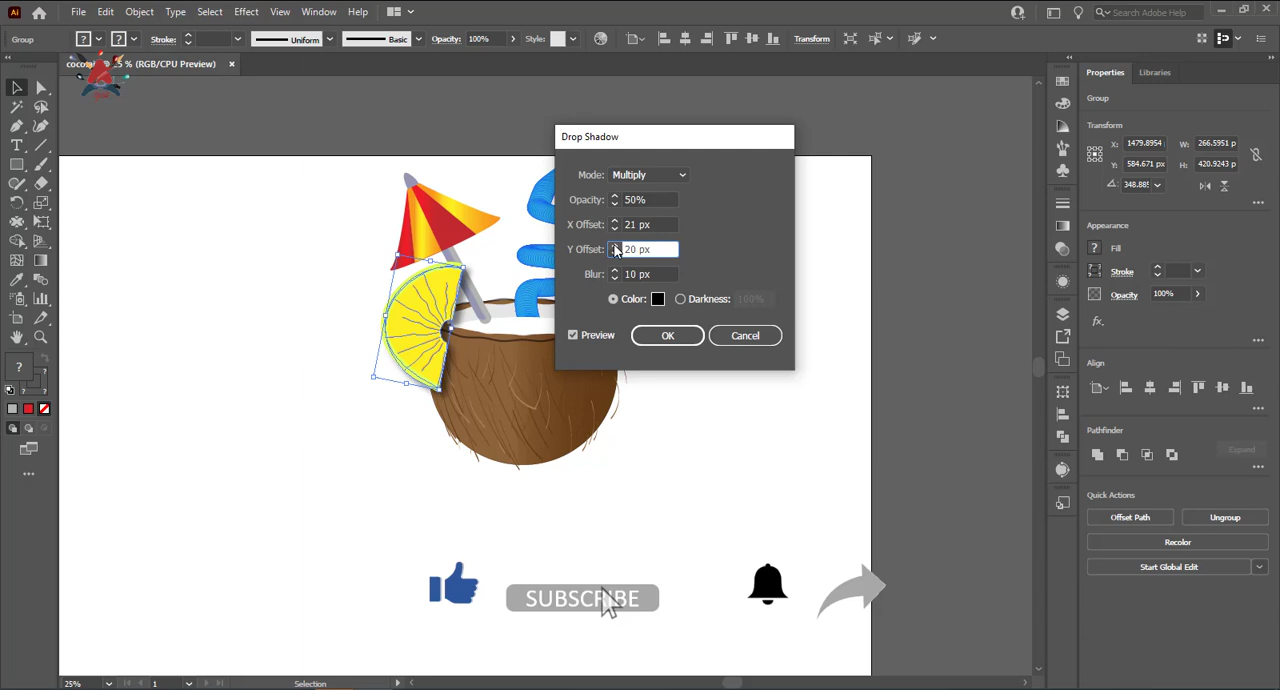 Ai File Edit Object Type Select Effect View Window Help Search Adobe Help
Group ? ? Stroke: Uniform Basic Opacity: 100% Style: Transform
% (RGB/CPU Preview) ×
Properties Libraries
Group
Transform
X: 1479.8954 W: 266.5951 p
Y: 584.671 px H: 420.9243 p
348.885
Appearance
? Fill
Stroke
Opacity 100%
fx.
Align
Pathfinder
Expand
Quick Actions
Offset Path Ungroup
Recolor
Start Global Edit
Drop Shadow
Mode: Multiply
Opacity: 50%
X Offset: 21 px
Y Offset: 20 px
Blur: 10 px
Color: Darkness: 100%
Preview OK Cancel
SUBSCRIBE
25% 1 Selection